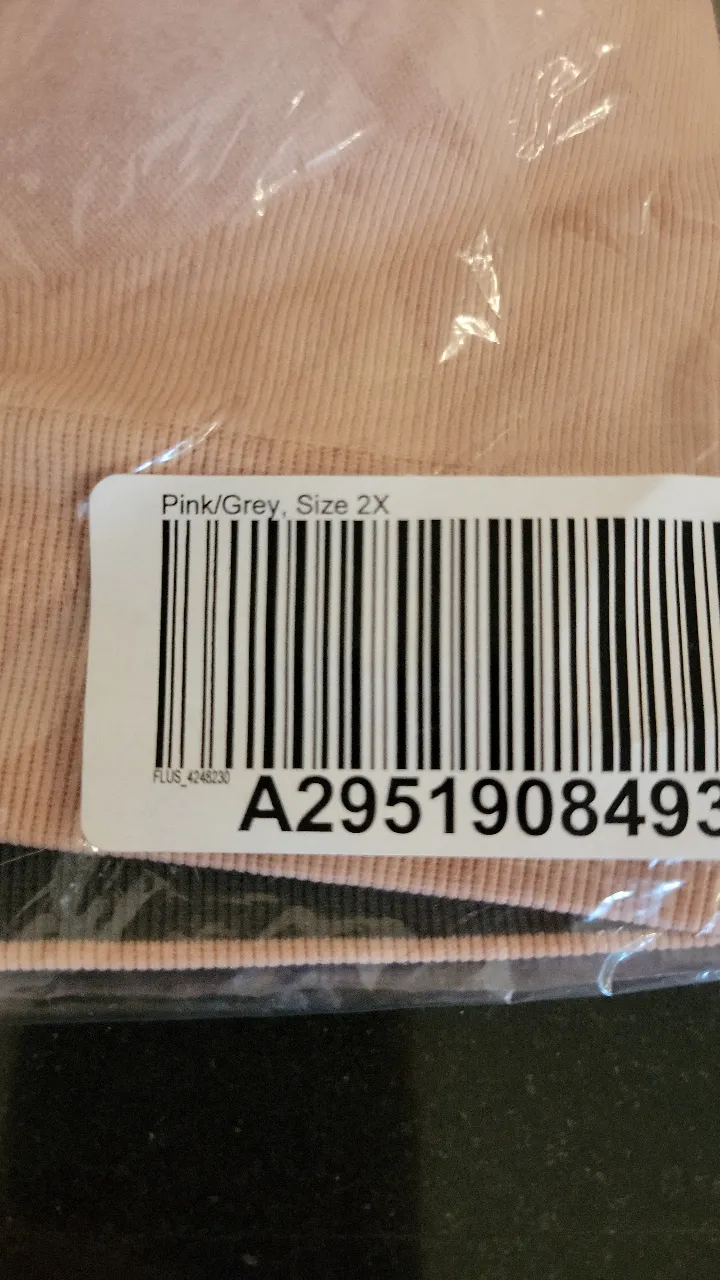 Pink/Grey, Size 2X
FLUS_4248230
A2951908493